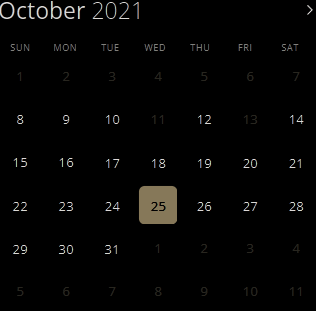 October 2021 >
SUN MON TUE WED THU FRI SAT
1 2 3 4 5 6 7
8 9 10 11 12 13 14
15 16 17 18 19 20 21
22 23 24 25 26 27 28
29 30 31 1 2 3 4
5 6 7 8 9 10 11